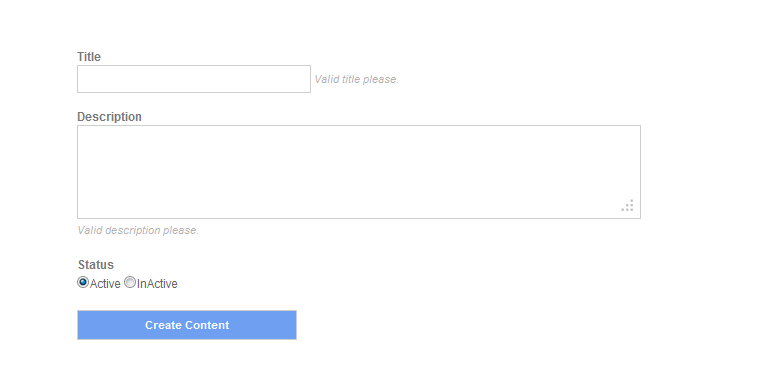 Title
Valid title please.
Description
Valid description please.
Status
Active InActive
Create Content